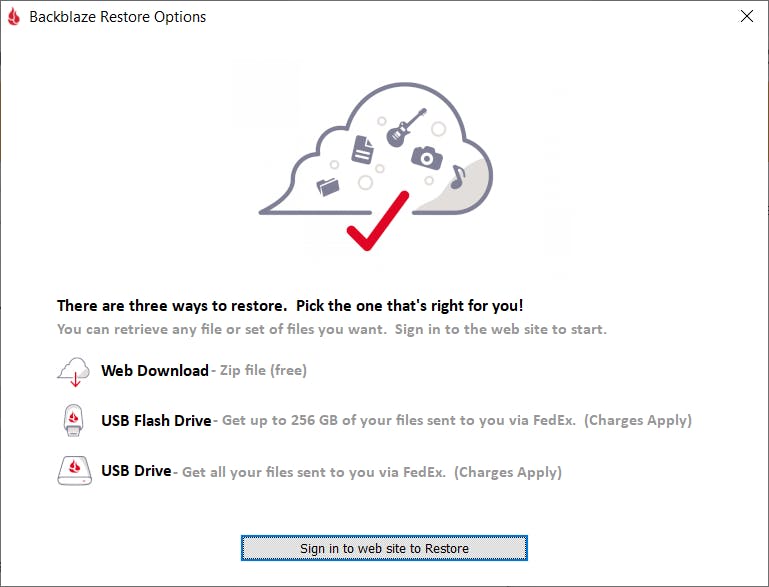 Backblaze Restore Options
There are three ways to restore.  Pick the one that's right for you!
You can retrieve any file or set of files you want.  Sign in to the web site to start.
Web Download - Zip file (free)
USB Flash Drive - Get up to 256 GB of your files sent to you via FedEx.  (Charges Apply)
USB Drive - Get all your files sent to you via FedEx.  (Charges Apply)
Sign in to web site to Restore